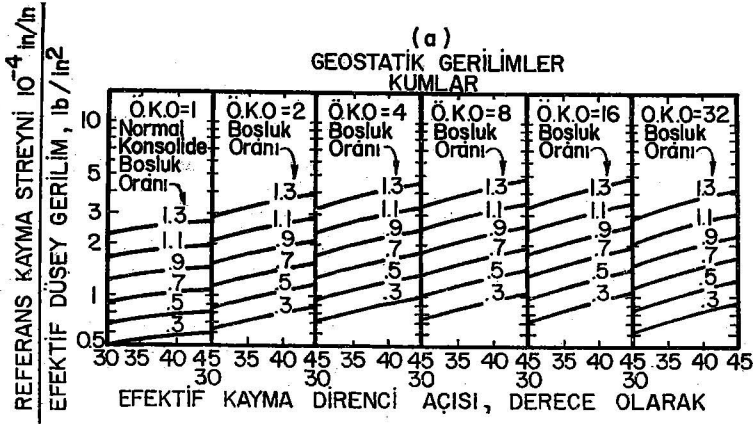 (a)
GEOSTATİK GERİLİMLER
KUMLAR
REFERANS KAYMA STREYNİ 10⁻⁴ in/in
EFEKTİF DÜŞEY GERİLİM, lb/in²
10
5
3
2
1
0.5
Ö.K.O=1
Normal
Konsolide
Boşluk
Oranı
1.3
1.1
.9
.7
.5
.3
Ö.K.O=2
Boşluk
Oranı
1.3
1.1
.9
.7
.5
.3
Ö.K.O=4
Boşluk
Oranı
1.3
1.1
.9
.7
.5
.3
Ö.K.O=8
Boşluk
Oranı
1.3
1.1
.9
.7
.5
.3
Ö.K.O=16
Boşluk
Oranı
1.3
1.1
.9
.7
.5
.3
Ö.K.O=32
Boşluk
Oranı
1.3
1.1
.9
.7
.5
.3
30 35 40 45 35 40 45 35 40 45 35 40 45 35 40 45 35 40 45
30 30 30 30 30
EFEKTİF KAYMA DİRENCİ AÇISI, DERECE OLARAK